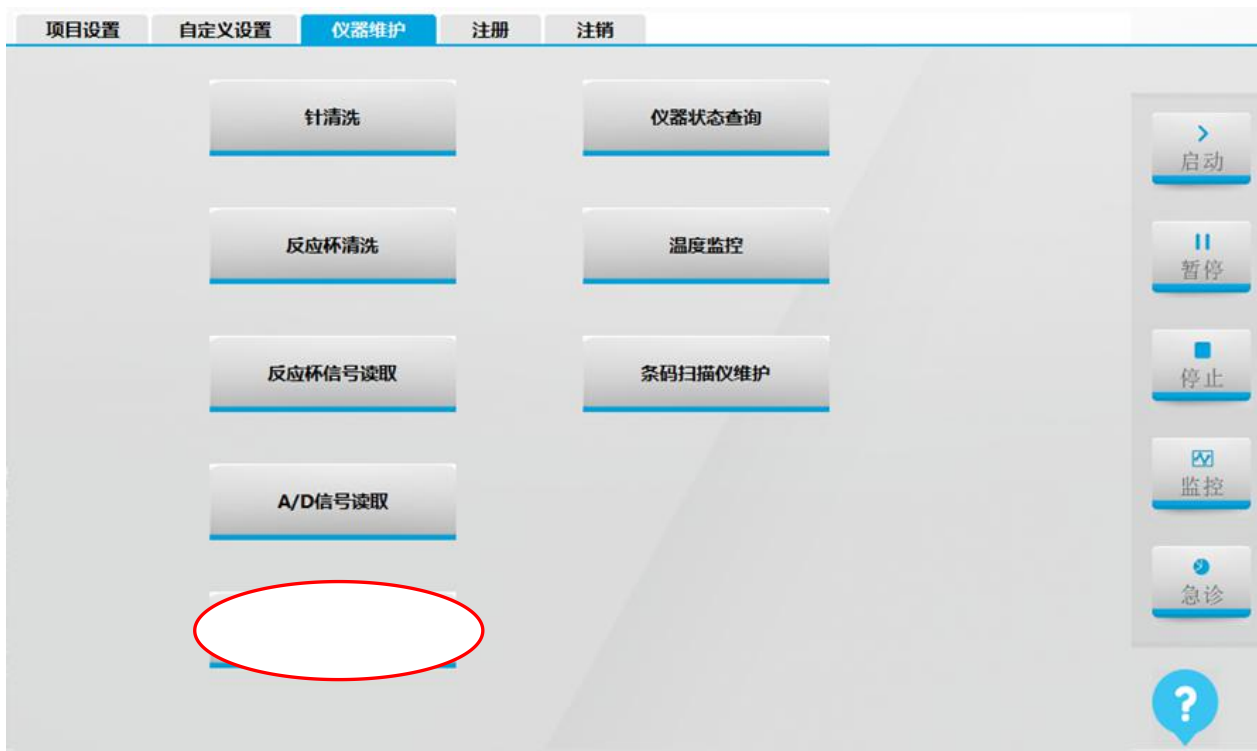 项目设置 自定义设置 仪器维护 注册 注销
针清洗 仪器状态查询
反应杯清洗 温度监控
反应杯信号读取 条码扫描仪维护
A/D信号读取
启动
暂停
停止
监控
急诊
?